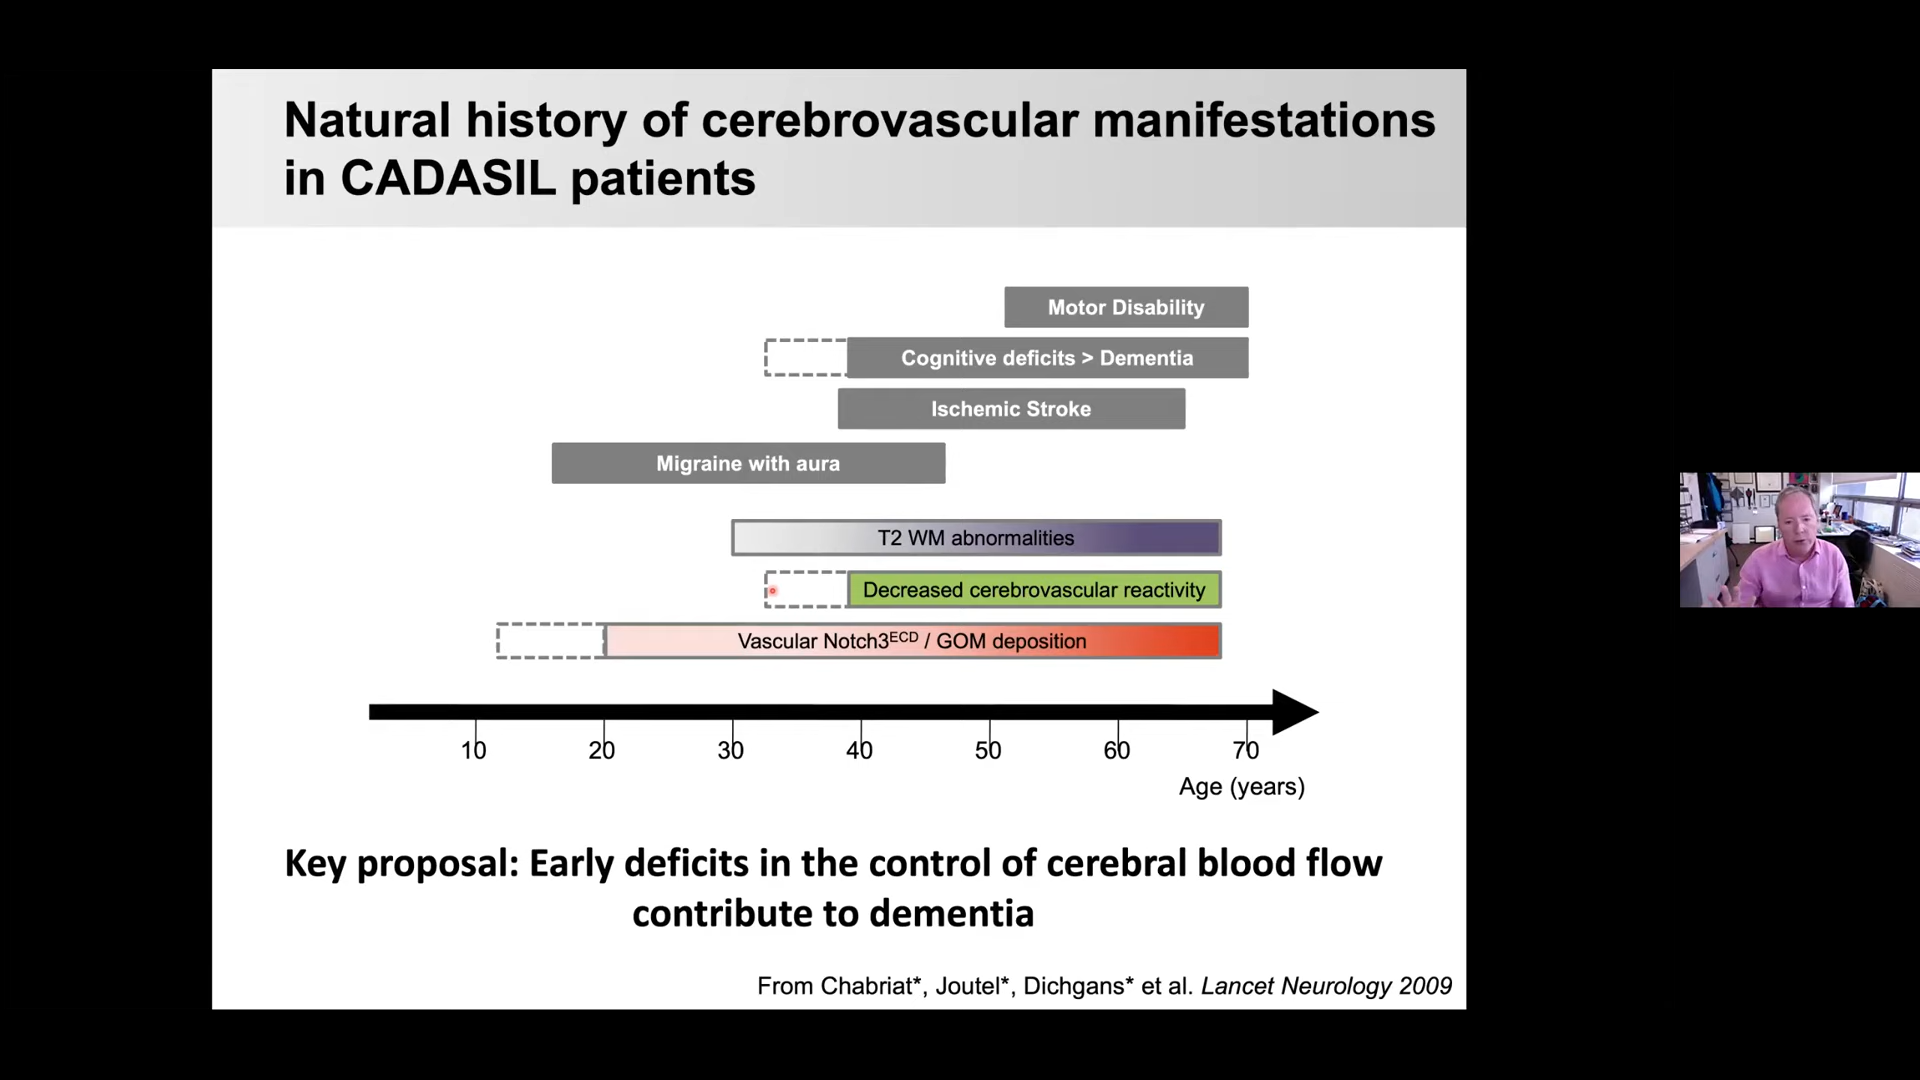 Natural history of cerebrovascular manifestations
in CADASIL patients
Motor Disability
Cognitive deficits > Dementia
Ischemic Stroke
Migraine with aura
T2 WM abnormalities
Decreased cerebrovascular reactivity
Vascular Notch3ECD / GOM deposition
10 20 30 40 50 60 70
Age (years)
Key proposal: Early deficits in the control of cerebral blood flow
contribute to dementia
From Chabriat*, Joutel*, Dichgans* et al. Lancet Neurology 2009